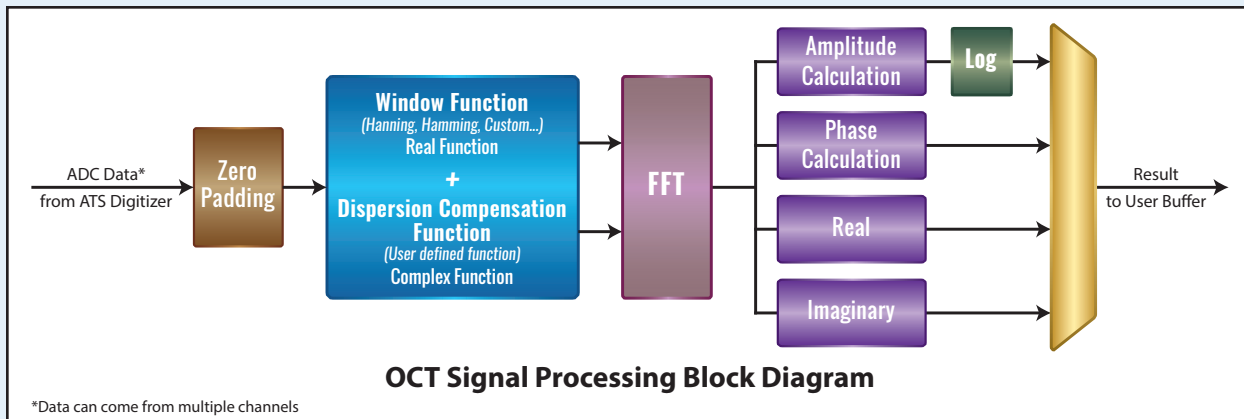 ADC Data*
from ATS Digitizer
Zero
Padding
Window Function
(Hanning, Hamming, Custom...)
Real Function
+
Dispersion Compensation
Function
(User defined function)
Complex Function
FFT
Amplitude
Calculation
Log
Phase
Calculation
Real
Imaginary
Result
to User Buffer
OCT Signal Processing Block Diagram
*Data can come from multiple channels